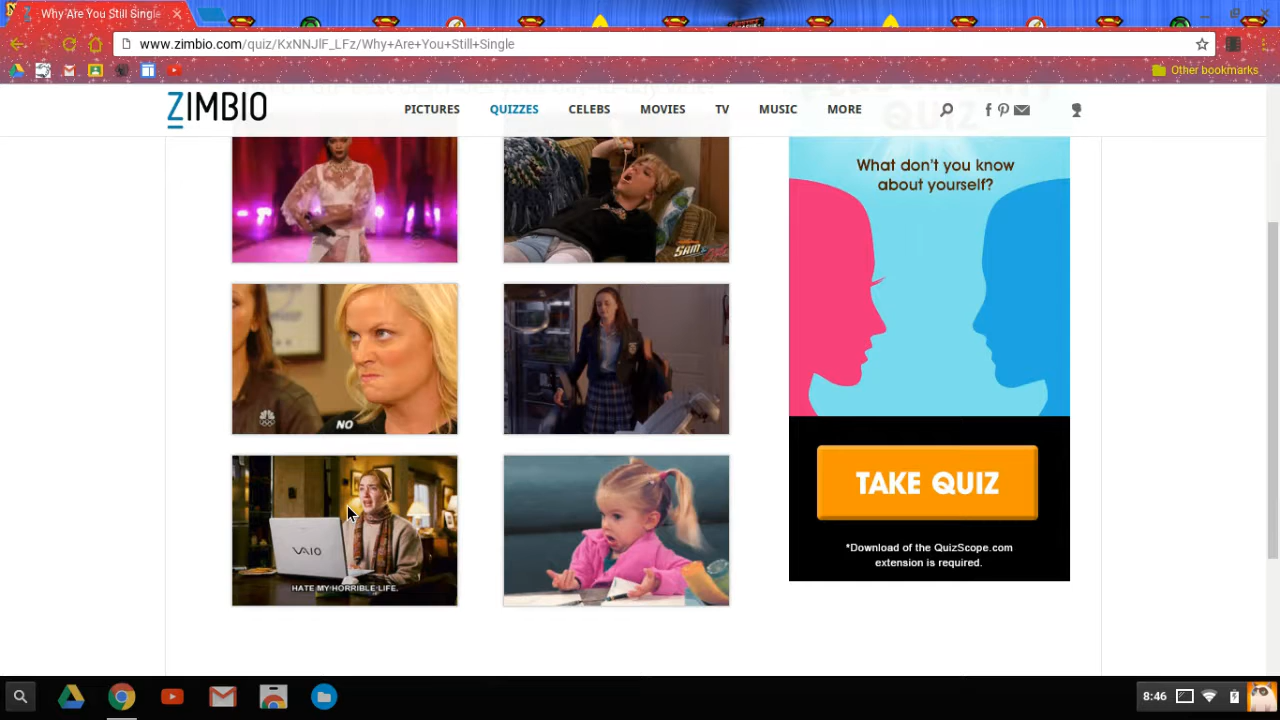 Why Are You Still Single
www.zimbio.com/quiz/KxNNJlF_LFz/Why+Are+You+Still+Single
Other bookmarks
ZIMBIO
PICTURES QUIZZES CELEBS MOVIES TV MUSIC MORE
QUIZ
What don't you know
about yourself?
SAM &
NO
VAIO
HATE MY HORRIBLE LIFE.
TAKE QUIZ
*Download of the QuizScope.com
extension is required.
8:46